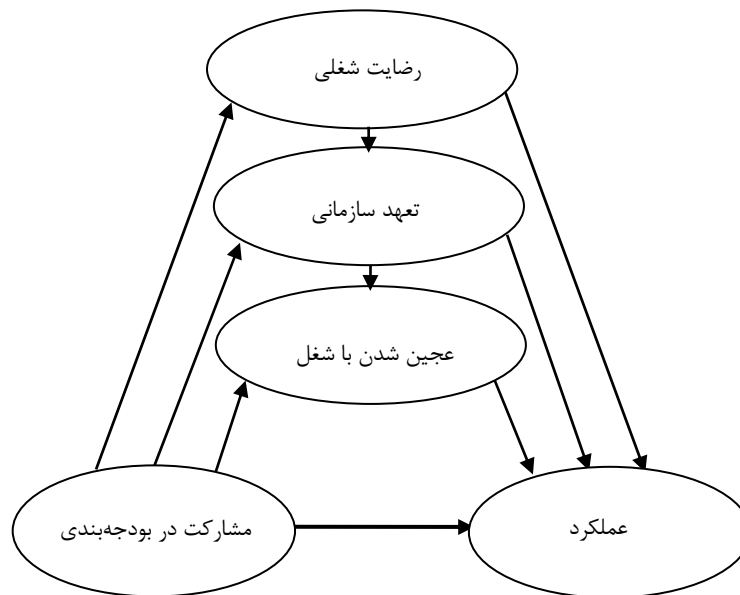 رضایت شغلی
تعهد سازمانی
عجین شدن با شغل
مشارکت در بودجه‌بندی
عملکرد